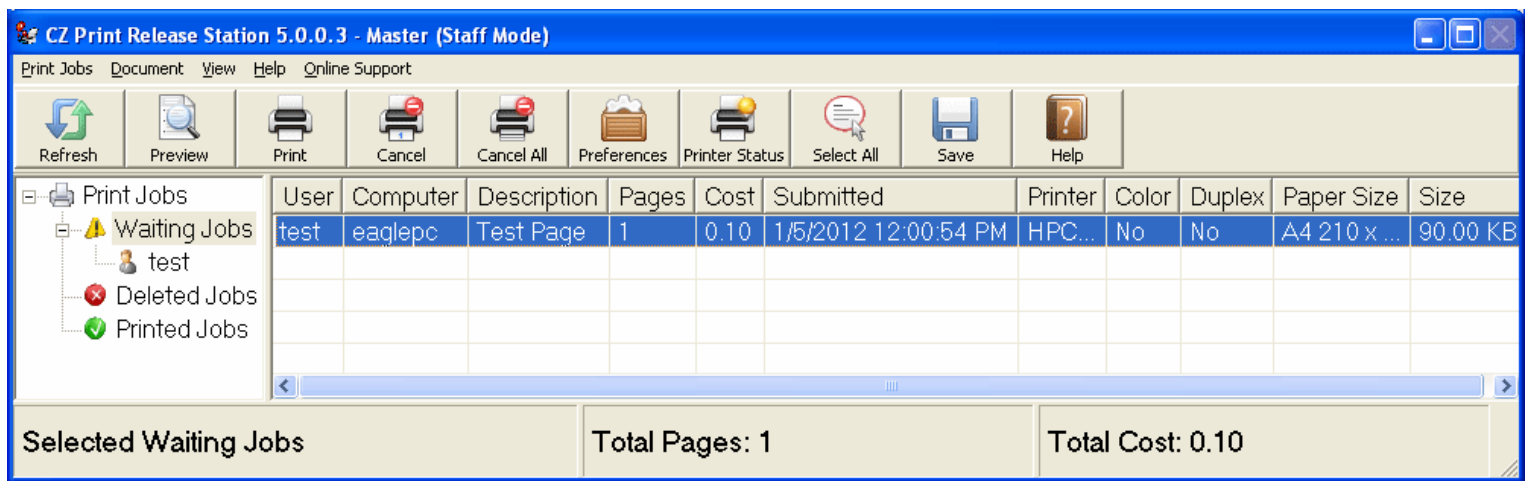 CZ Print Release Station 5.0.0.3 - Master (Staff Mode)
Print Jobs Document View Help Online Support
Refresh Preview Print Cancel Cancel All Preferences Printer Status Select All Save Help
Print Jobs
Waiting Jobs
test
Deleted Jobs
Printed Jobs
User Computer Description Pages Cost Submitted Printer Color Duplex Paper Size Size
test eaglepc Test Page 1 0.10 1/5/2012 12:00:54 PM HPC... No No A4 210 x ... 90.00 KB
Selected Waiting Jobs Total Pages: 1 Total Cost: 0.10